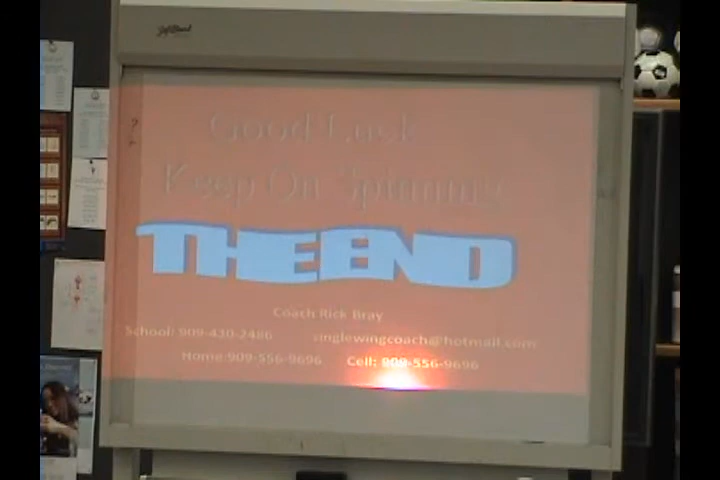 Good Luck
Keep On Spinning
THE END
Coach Rick Bray
School: 909-430-2486 singlewingcoach@hotmail.com
Home:909-556-9696 Cell: 909-556-9696